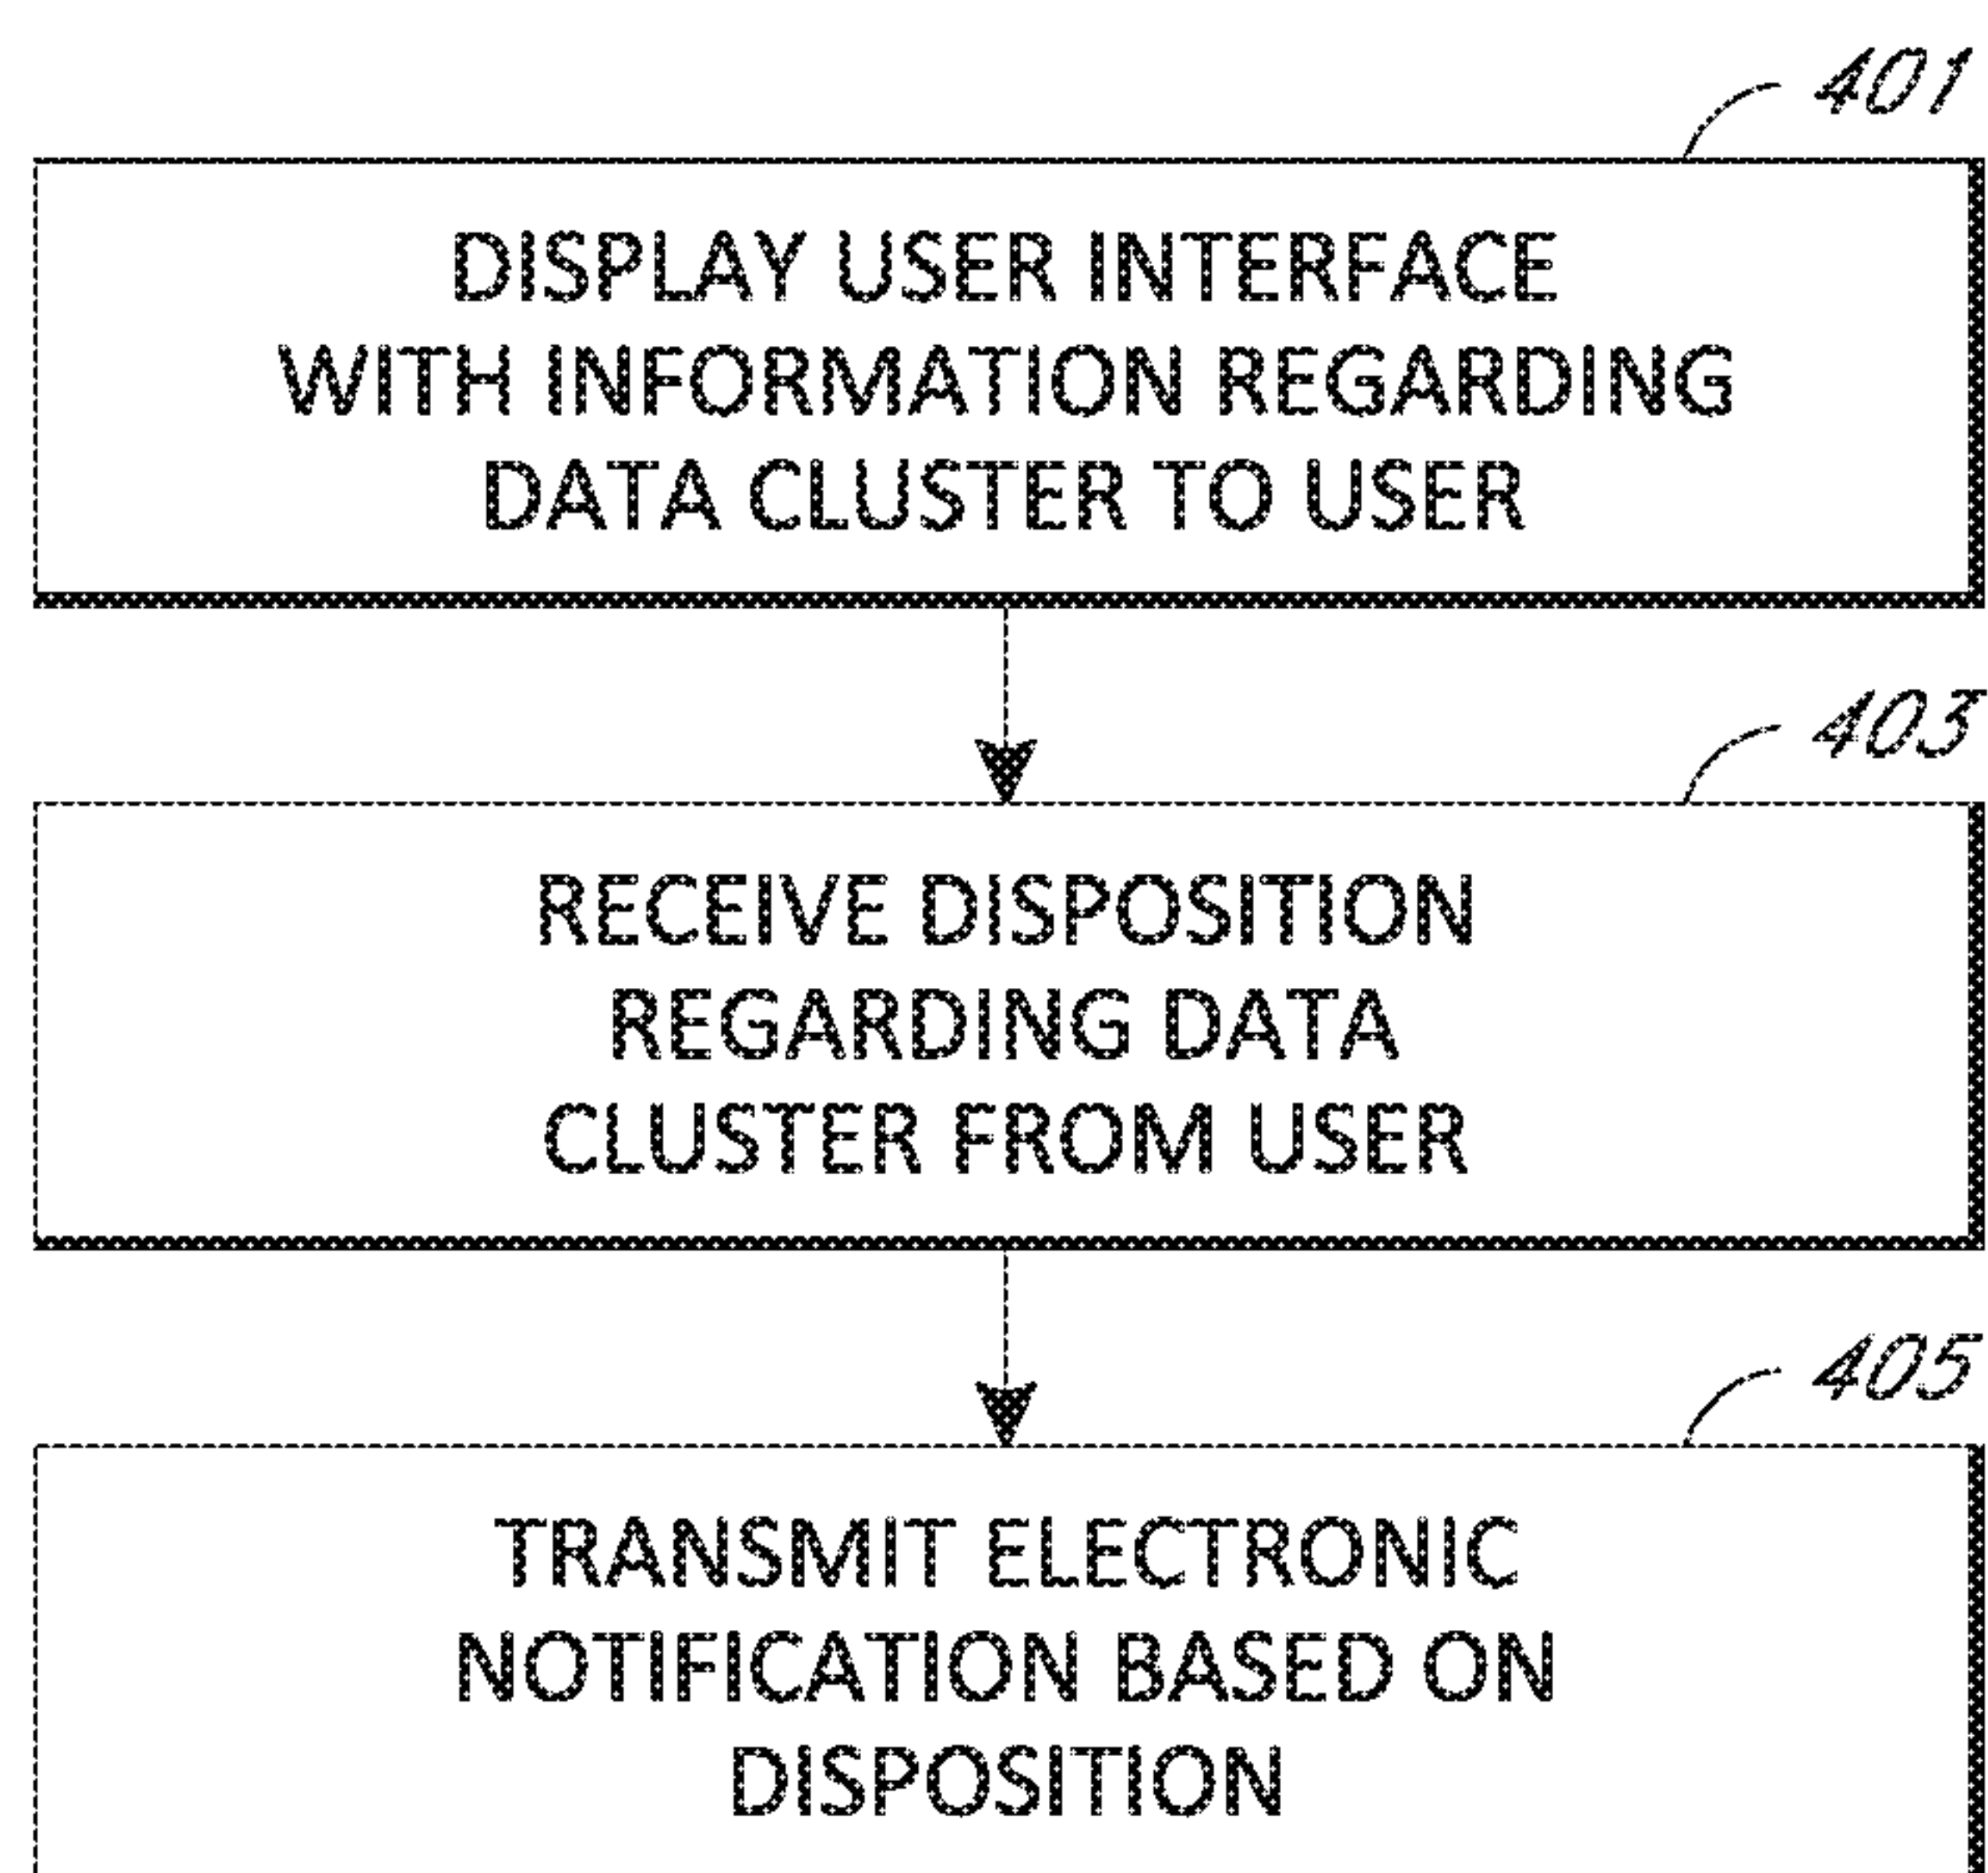 401
DISPLAY USER INTERFACE
WITH INFORMATION REGARDING
DATA CLUSTER TO USER
403
RECEIVE DISPOSITION
REGARDING DATA
CLUSTER FROM USER
405
TRANSMIT ELECTRONIC
NOTIFICATION BASED ON
DISPOSITION